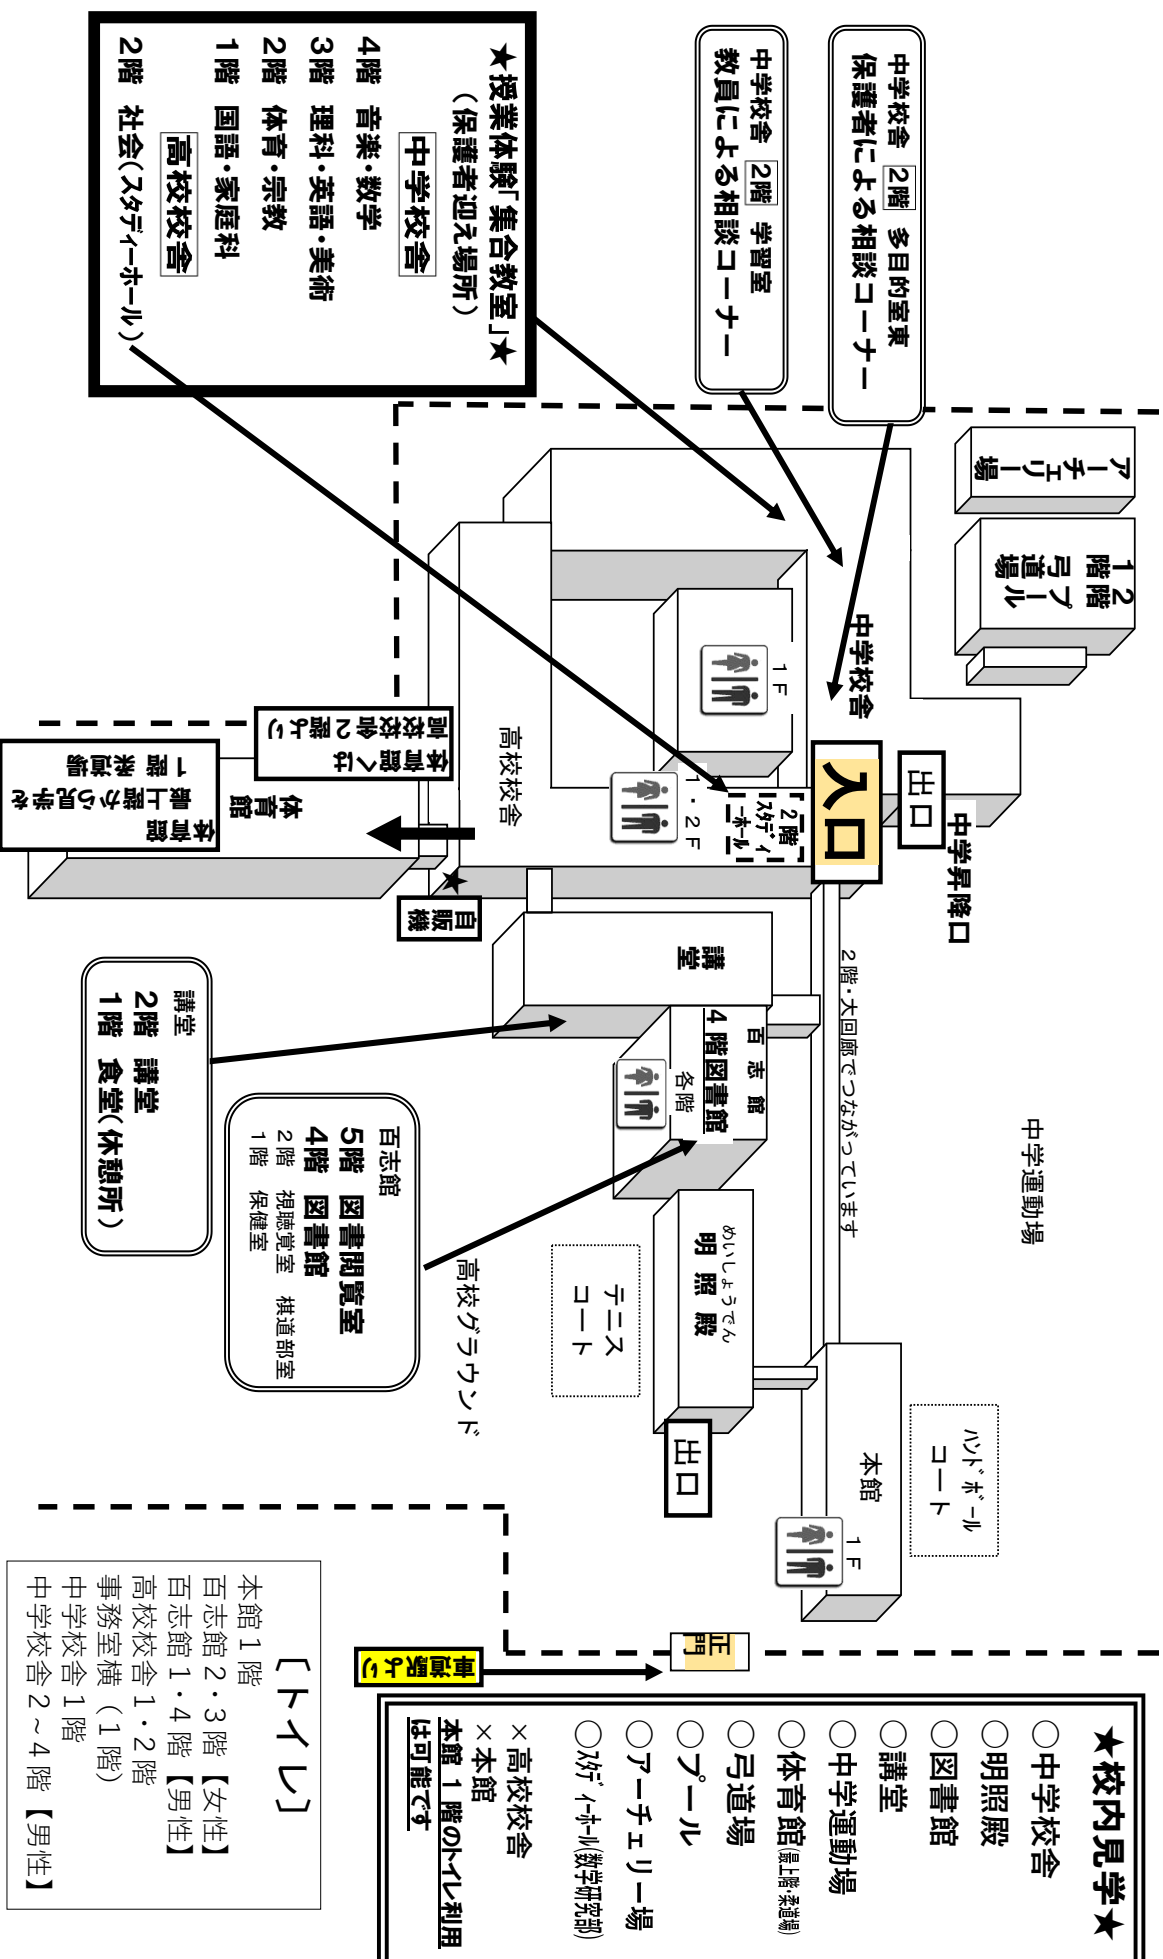 ★校内見学★
○中学校舎
○明照殿
○図書館
○講堂
○中学運動場
○体育館(最上階・柔道場)
○弓道場
○プール
○アーチェリー場
○ｽﾀﾃﾞｨｰﾎｰﾙ(数学研究部)
×高校校舎
×本館
本館 1 階のトイレ利用
は可能です
中学校舎 2階 多目的室東
保護者による相談コーナー
中学校舎 2階 学習室
教員による相談コーナー
★授業体験「集合教室」★
(保護者迎え場所)
中学校舎
4階 音楽・数学
3階 理科・英語・美術
2階 体育・宗教
1階 国語・家庭科
高校校舎
2階 社会(スタディーホール)
アーチェリー場
2階 プール
1階 弓道場
中学校舎
1F
入口
出口
中学昇降口
2階
ｽﾀﾃﾞｨ
ｰﾎｰﾙ
1・2F
高校校舎
体育館へは
高校校舎2階より
体育館
体育館
最上階から見学を
1階 柔道場
自販機
講堂
2階・大回廊でつながっています
中学運動場
百志館
4階図書館
各階
講堂
2階 講堂
1階 食堂(休憩所)
百志館
5階 図書閲覧室
4階 図書館
2階 視聴覚室 棋道部室
1階 保健室
めいしょうでん
明照殿
テニス
コート
高校グラウンド
出口
ﾊﾝﾄﾞﾎﾞｰﾙ
コート
本館
1F
正門
車道駅より
〔トイレ〕
本館1階
百志館2・3階【女性】
百志館1・4階【男性】
高校校舎1・2階
事務室横（1階）
中学校舎1階
中学校舎2～4階【男性】